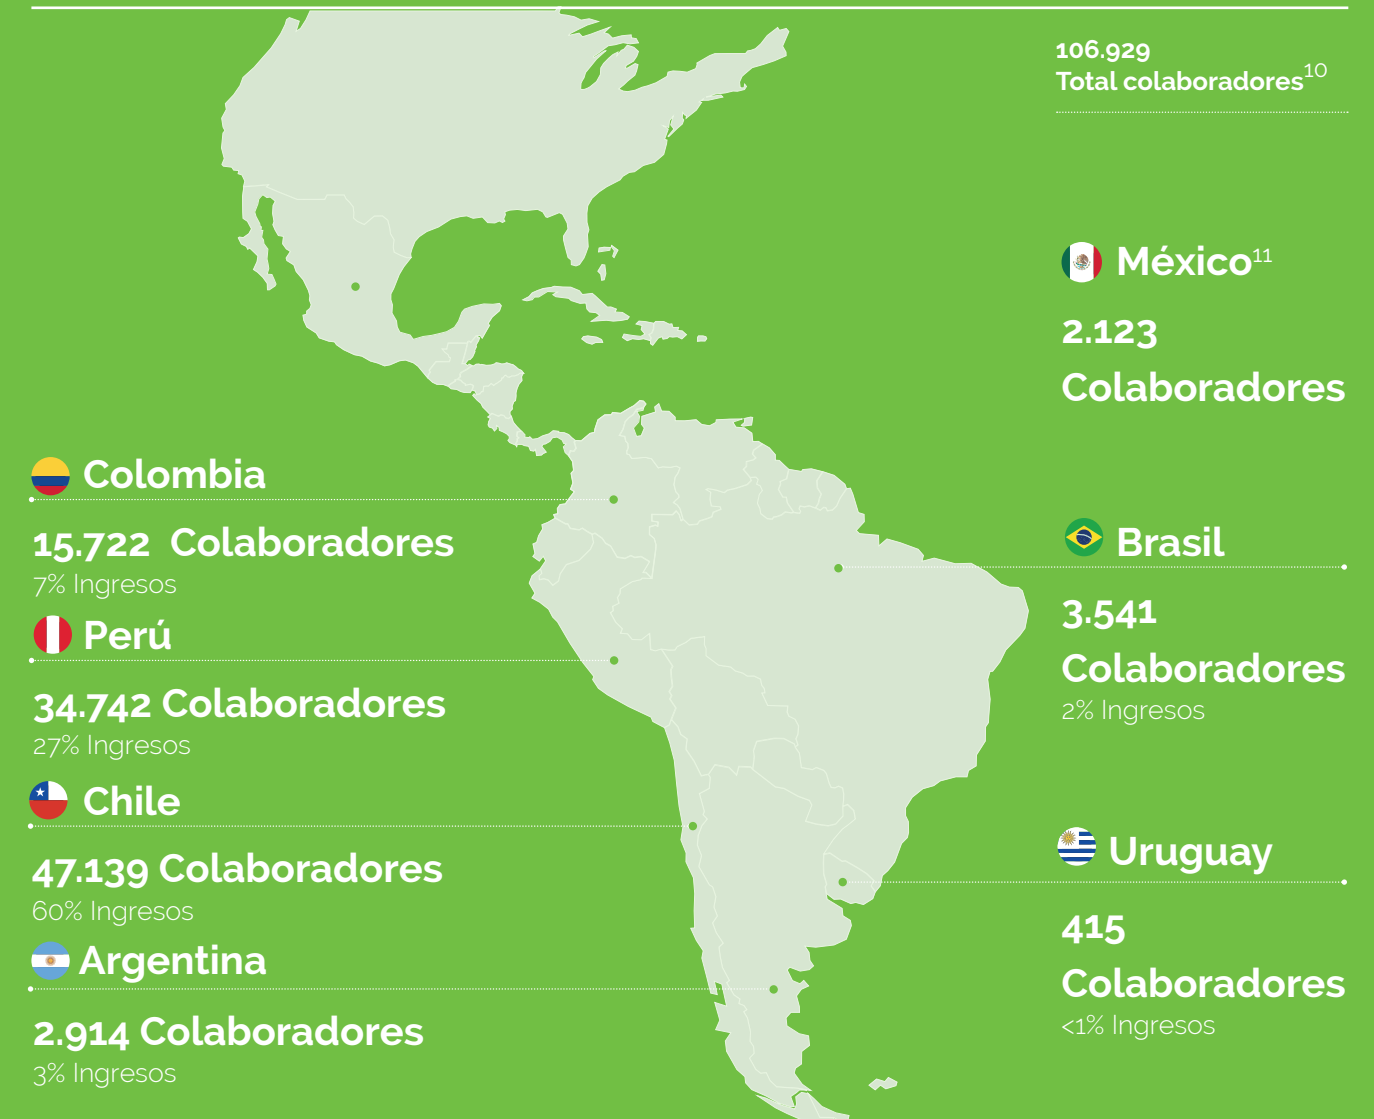 106.929
Total colaboradores10
México11
2.123
Colaboradores
Colombia
15.722 Colaboradores
7% Ingresos
Perú
34.742 Colaboradores
27% Ingresos
Chile
47.139 Colaboradores
60% Ingresos
Argentina
2.914 Colaboradores
3% Ingresos
Brasil
3.541
Colaboradores
2% Ingresos
Uruguay
415
Colaboradores
<1% Ingresos